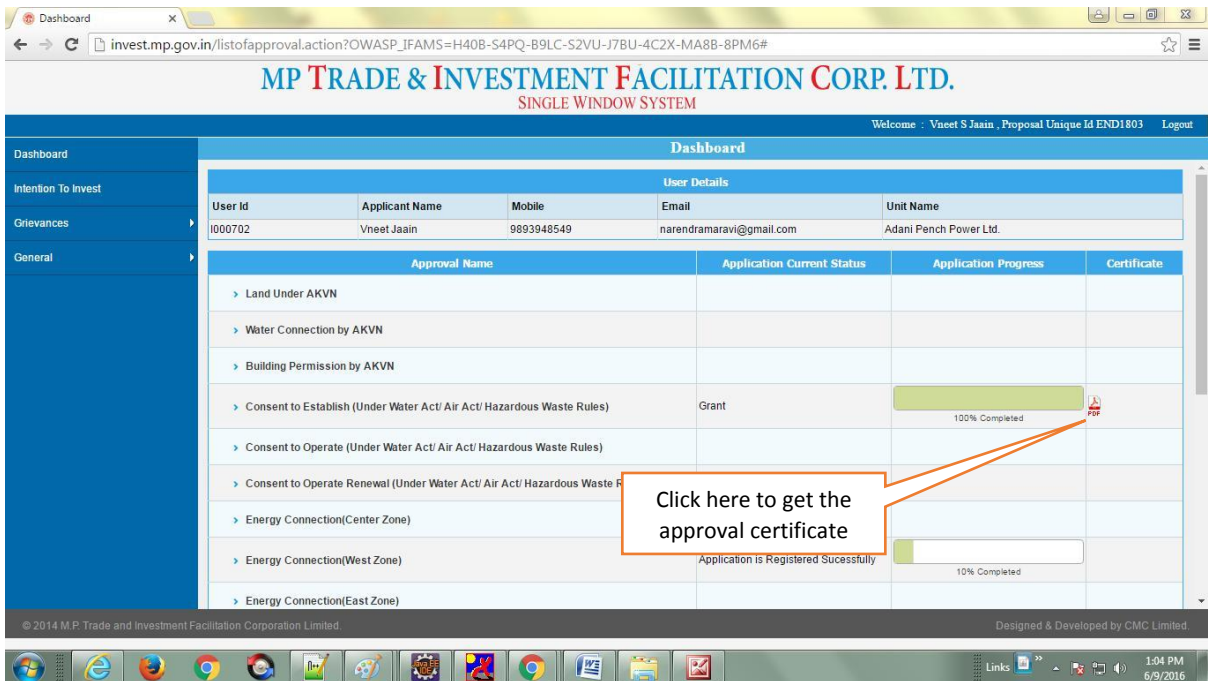 Dashboard
invest.mp.gov.in/listofapproval.action?OWASP_IFAMS=H40B-S4PQ-B9LC-S2VU-J7BU-4C2X-MA8B-8PM6#
MP TRADE & INVESTMENT FACILITATION CORP. LTD.
SINGLE WINDOW SYSTEM
Welcome : Vneet S Jaain , Proposal Unique Id END1803 Logout
Dashboard
Intention To Invest
Grievances
General
Dashboard
User Details
User Id Applicant Name Mobile Email Unit Name
I000702 Vneet Jaain 9893948549 narendramaravi@gmail.com Adani Pench Power Ltd.
Approval Name Application Current Status Application Progress Certificate
Land Under AKVN
Water Connection by AKVN
Building Permission by AKVN
Consent to Establish (Under Water Act/ Air Act/ Hazardous Waste Rules) Grant 100% Completed PDF
Consent to Operate (Under Water Act/ Air Act/ Hazardous Waste Rules)
Consent to Operate Renewal (Under Water Act/ Air Act/ Hazardous Waste R
Click here to get the
approval certificate
Energy Connection(Center Zone)
Energy Connection(West Zone) Application is Registered Sucessfully 10% Completed
Energy Connection(East Zone)
© 2014 M.P. Trade and Investment Facilitation Corporation Limited. Designed & Developed by CMC Limited.
Links 1:04 PM
6/9/2016